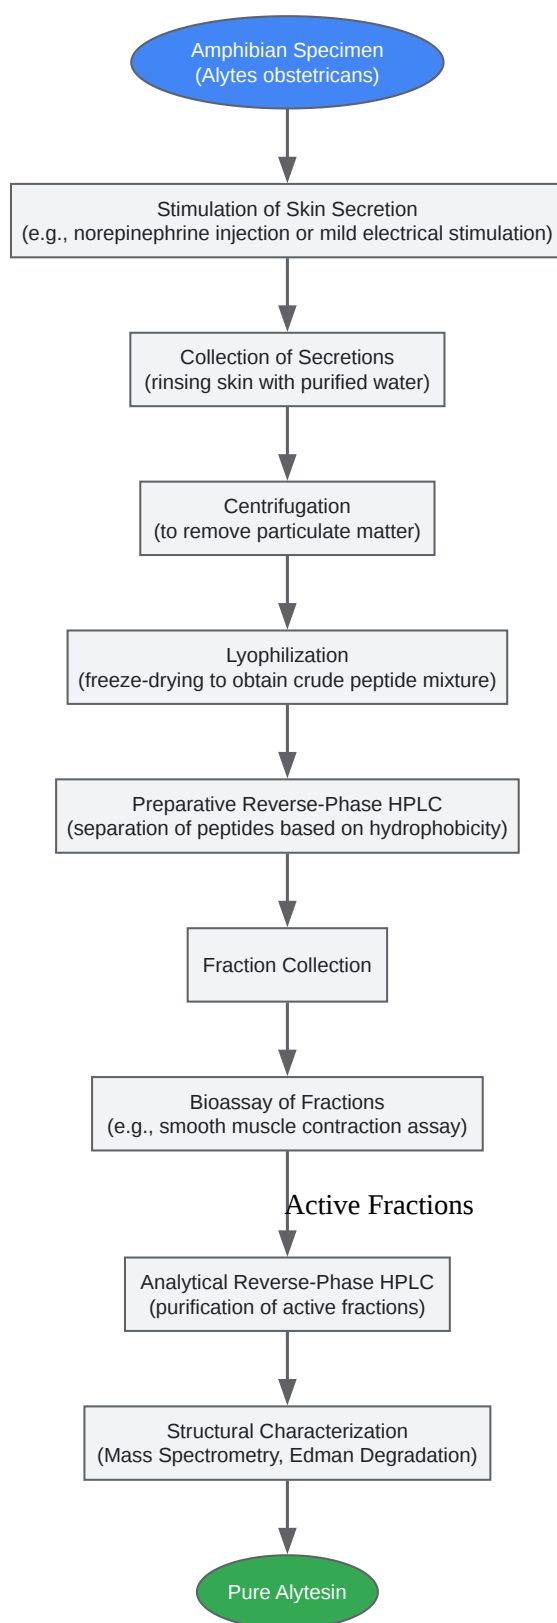 Amphibian Specimen
(Alytes obstetricans)
Stimulation of Skin Secretion
(e.g., norepinephrine injection or mild electrical stimulation)
Collection of Secretions
(rinsing skin with purified water)
Centrifugation
(to remove particulate matter)
Lyophilization
(freeze-drying to obtain crude peptide mixture)
Preparative Reverse-Phase HPLC
(separation of peptides based on hydrophobicity)
Fraction Collection
Bioassay of Fractions
(e.g., smooth muscle contraction assay)
Active Fractions
Analytical Reverse-Phase HPLC
(purification of active fractions)
Structural Characterization
(Mass Spectrometry, Edman Degradation)
Pure Alytesin